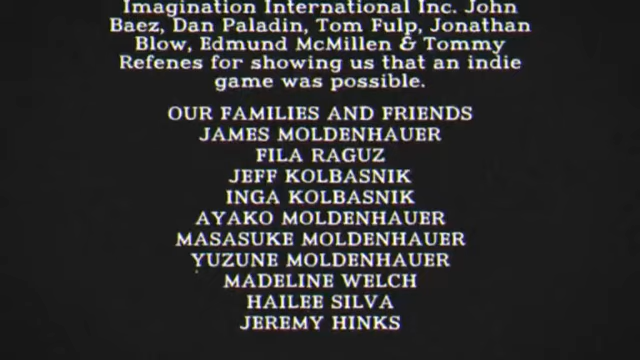 Imagination International Inc. John
Baez, Dan Paladin, Tom Fulp, Jonathan
Blow, Edmund McMillen & Tommy
Refenes for showing us that an indie
game was possible.
OUR FAMILIES AND FRIENDS
JAMES MOLDENHAUER
FILA RAGUZ
JEFF KOLBASNIK
INGA KOLBASNIK
AYAKO MOLDENHAUER
MASASUKE MOLDENHAUER
YUZUNE MOLDENHAUER
MADELINE WELCH
HAILEE SILVA
JEREMY HINKS